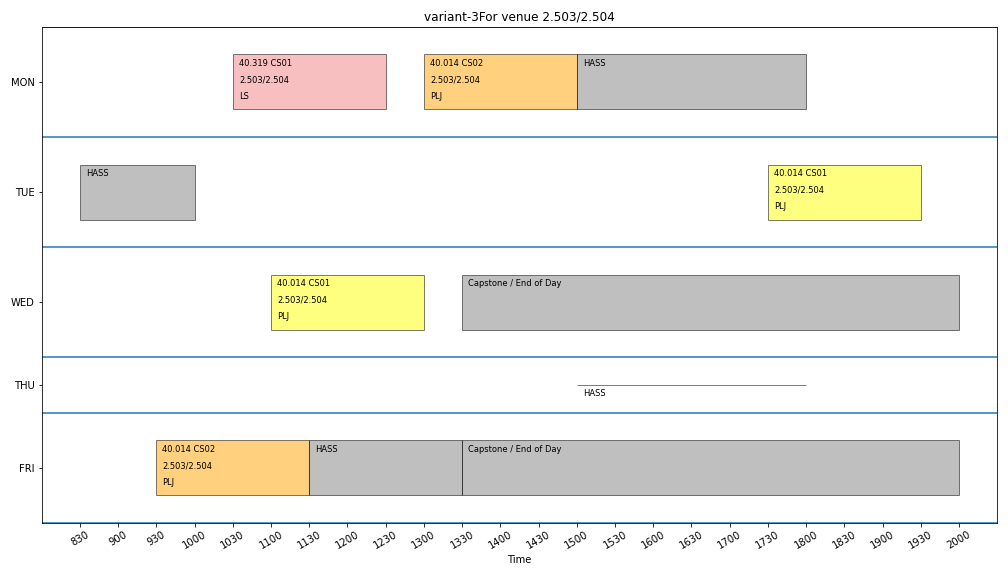 variant-3For venue 2.503/2.504
MON
40.319 CS01
2.503/2.504
LS
40.014 CS02
2.503/2.504
PLJ
HASS
TUE
HASS
40.014 CS01
2.503/2.504
PLJ
WED
40.014 CS01
2.503/2.504
PLJ
Capstone / End of Day
THU
HASS
FRI
40.014 CS02
2.503/2.504
PLJ
HASS
Capstone / End of Day
830 900 930 1000 1030 1100 1130 1200 1230 1300 1330 1400 1430 1500 1600 1630 1700 1730 1800 1830 1900 1930 2000
Time